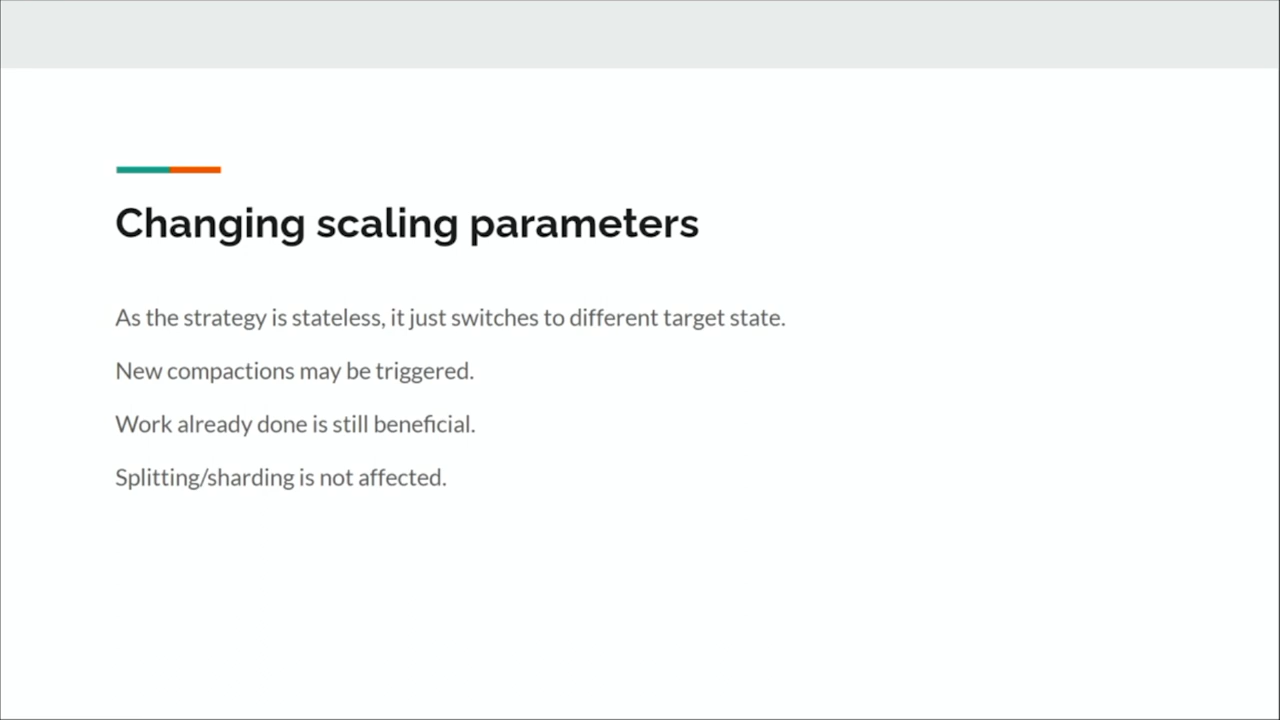 Changing scaling parameters
As the strategy is stateless, it just switches to different target state.
New compactions may be triggered.
Work already done is still beneficial.
Splitting/sharding is not affected.